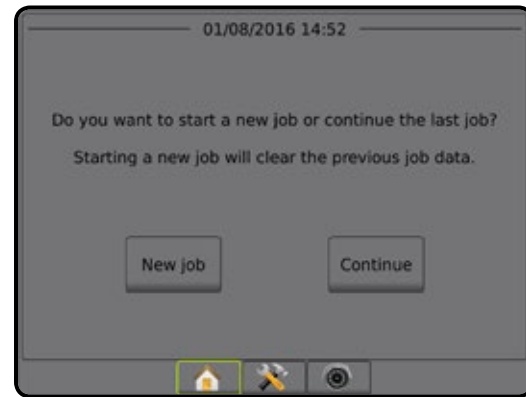 01/08/2016 14:52
Do you want to start a new job or continue the last job?
Starting a new job will clear the previous job data.
New job
Continue